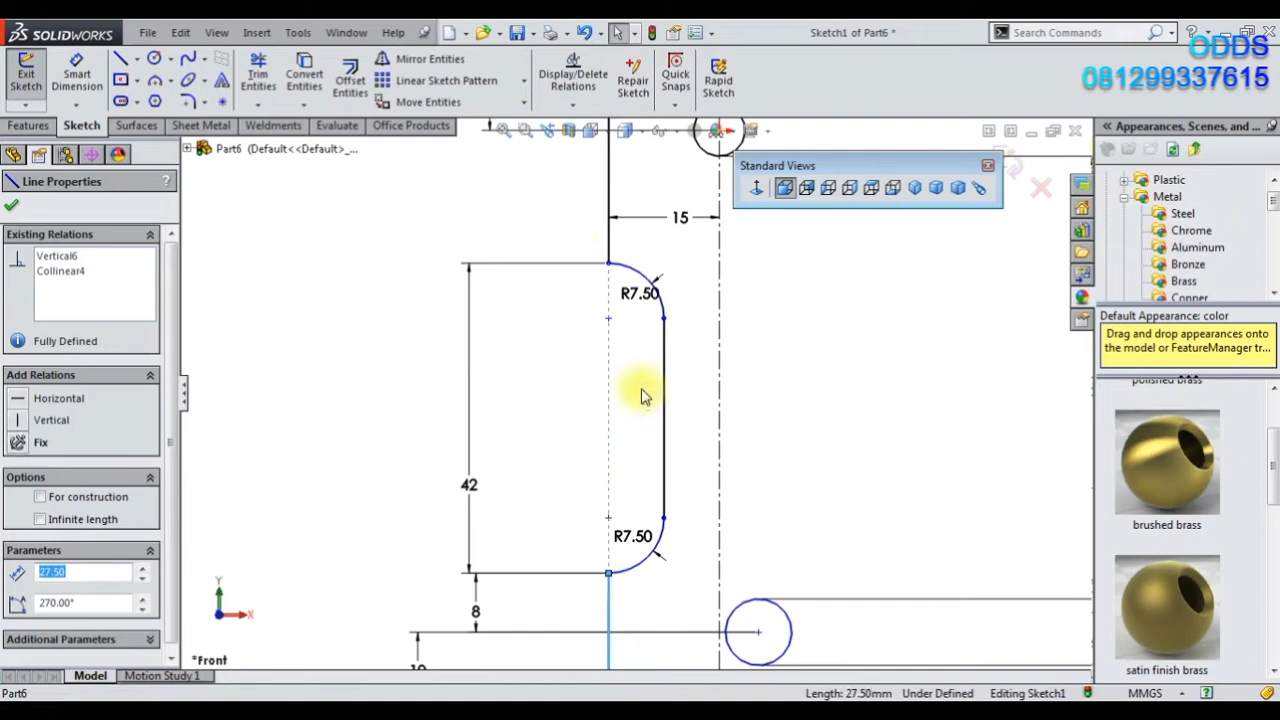 SOLIDWORKS
File
Edit
View
Insert
Tools
Window
Help
Sketch1 of Part6 *
Search Commands
ODDS
081299337615
Exit
Sketch
Smart
Dimension
Trim
Entities
Convert
Entities
Offset
Entities
Mirror Entities
Linear Sketch Pattern
Move Entities
Display/Delete
Relations
Repair
Sketch
Quick
Snaps
Rapid
Sketch
Features
Sketch
Surfaces
Sheet Metal
Weldments
Evaluate
Office Products
Part6 (Default<<Default>_...
Line Properties
?
Existing Relations
Vertical6
Collinear4
Fully Defined
Add Relations
Horizontal
Vertical
Fix
Options
For construction
Infinite length
Parameters
27.50
270.00°
Additional Parameters
Standard Views
15
R7.50
42
R7.50
8
10
Y
X
*Front
Appearances, Scenes, and...
Plastic
Metal
Steel
Chrome
Aluminum
Bronze
Brass
Copper
Default Appearance: color
Drag and drop appearances onto
the model or FeatureManager tr...
polished brass
brushed brass
satin finish brass
Model
Motion Study 1
Part6
Length: 27.50mm
Under Defined
Editing Sketch1
MMGS